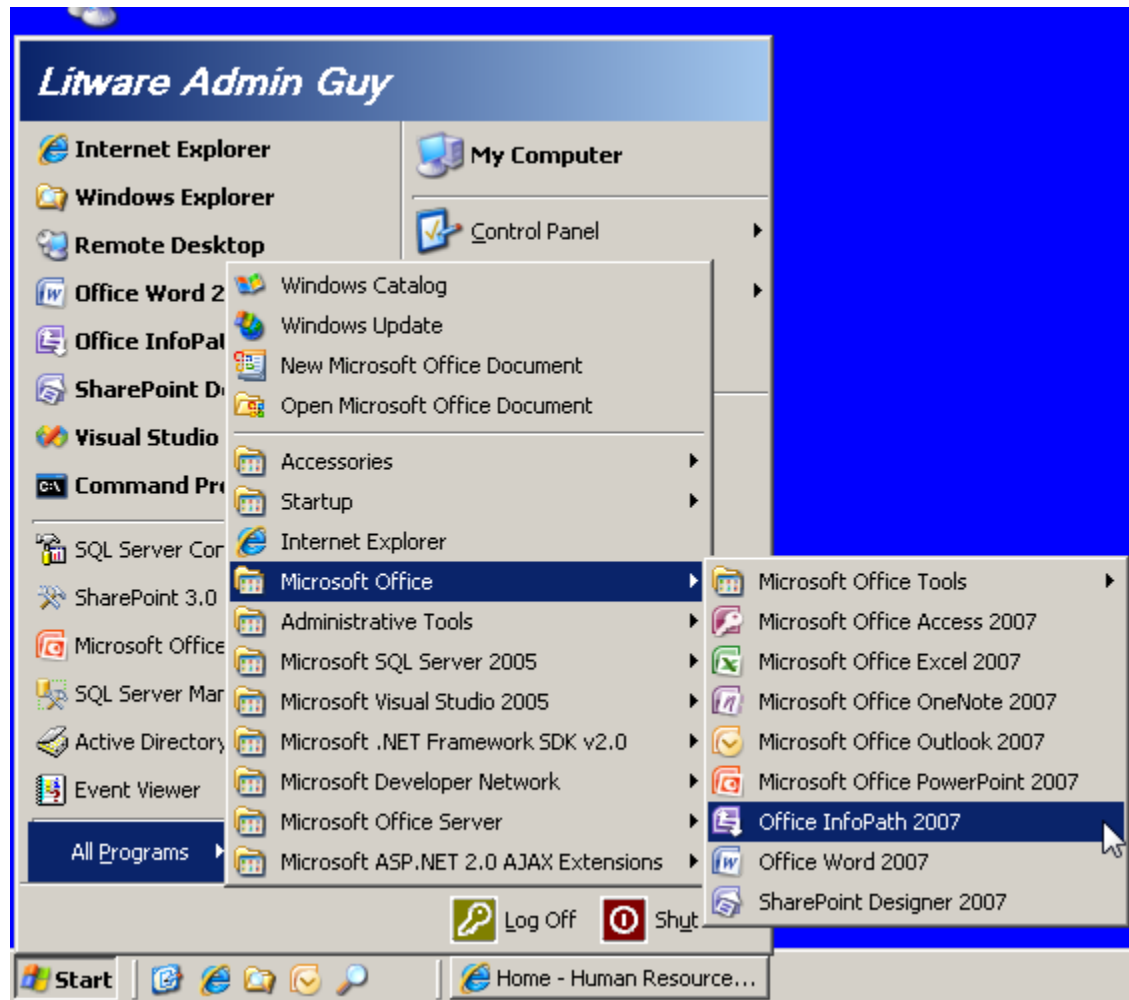 Litware Admin Guy
Internet Explorer
Windows Explorer
Remote Desktop
Office Word 2
Office InfoPat
SharePoint D
Visual Studio
Command Pro
SQL Server Con
SharePoint 3.0
Microsoft Office
SQL Server Man
Active Directory
Event Viewer
All Programs
My Computer
Control Panel
Windows Catalog
Windows Update
New Microsoft Office Document
Open Microsoft Office Document
Accessories
Startup
Internet Explorer
Microsoft Office
Administrative Tools
Microsoft SQL Server 2005
Microsoft Visual Studio 2005
Microsoft .NET Framework SDK v2.0
Microsoft Developer Network
Microsoft Office Server
Microsoft ASP.NET 2.0 AJAX Extensions
Microsoft Office Tools
Microsoft Office Access 2007
Microsoft Office Excel 2007
Microsoft Office OneNote 2007
Microsoft Office Outlook 2007
Microsoft Office PowerPoint 2007
Office InfoPath 2007
Office Word 2007
SharePoint Designer 2007
Log Off
Shut
Start
Home - Human Resource...